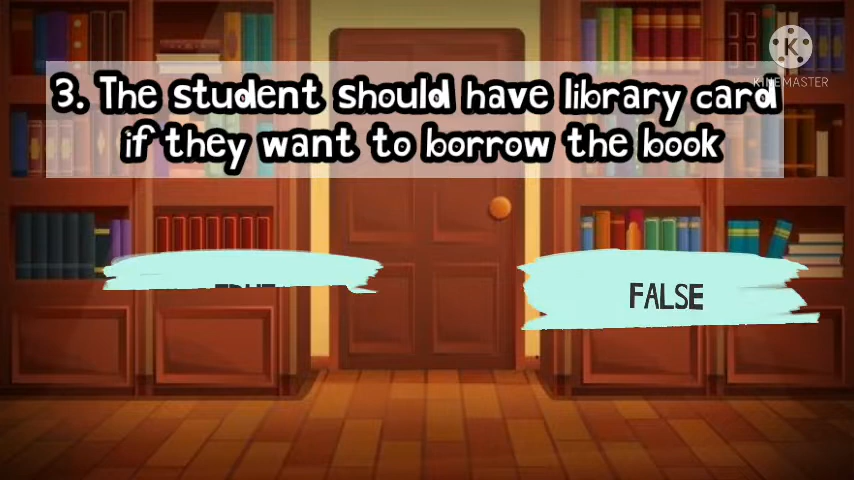 K
KINEMASTER
3. The student should have library card
if they want to borrow the book
FALSE